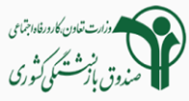 وزارت تعاون، کار و رفاه اجتماعی
صندوق بازنشستگی کشوری